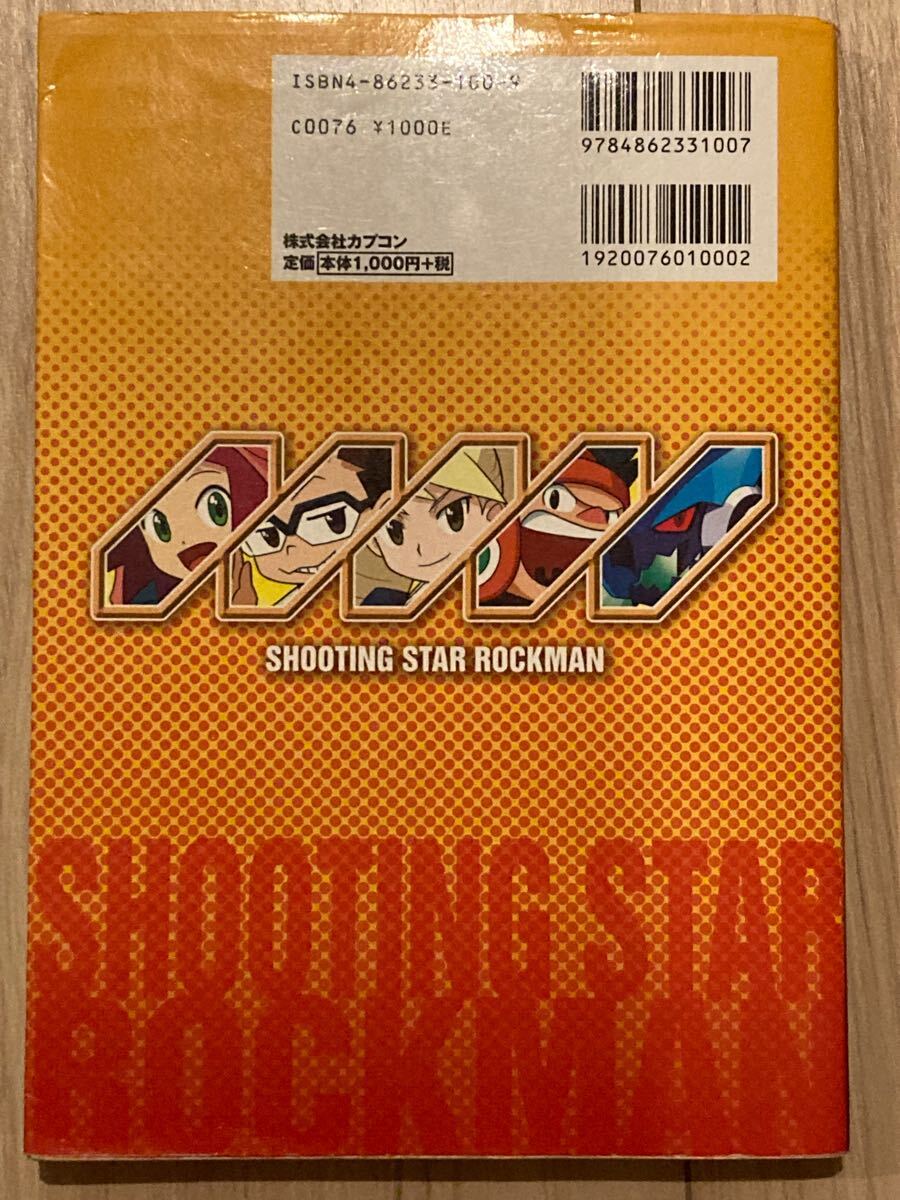 ISBN4-86233-100-9
C0076 ¥1000E
9784862331007
株式会社カプコン
定価 本体1,000円+税
1920076010002
SHOOTING STAR ROCKMAN
SHOOTING STAR
ROCKMAN